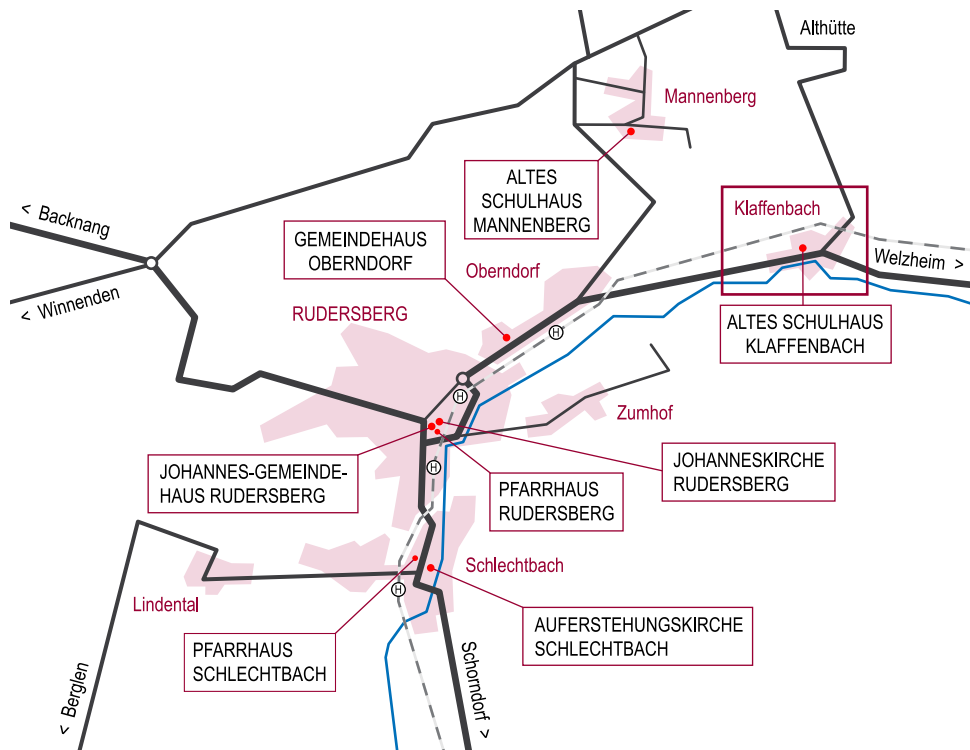 Althütte
Mannenberg
ALTES
SCHULHAUS
MANNENBERG
< Backnang
Klaffenbach
GEMEINDEHAUS
OBERNDORF
Oberndorf
Welzheim >
< Winnenden
RUDERSBERG
ALTES SCHULHAUS
KLAFFENBACH
H
H
Zumhof
JOHANNES-GEMEINDE-
HAUS RUDERSBERG
H
PFARRHAUS
RUDERSBERG
JOHANNESKIRCHE
RUDERSBERG
Schlechtbach
H
Lindental
PFARRHAUS
SCHLECHTBACH
AUFERSTEHUNGSKIRCHE
SCHLECHTBACH
< Berglen
Schorndorf >